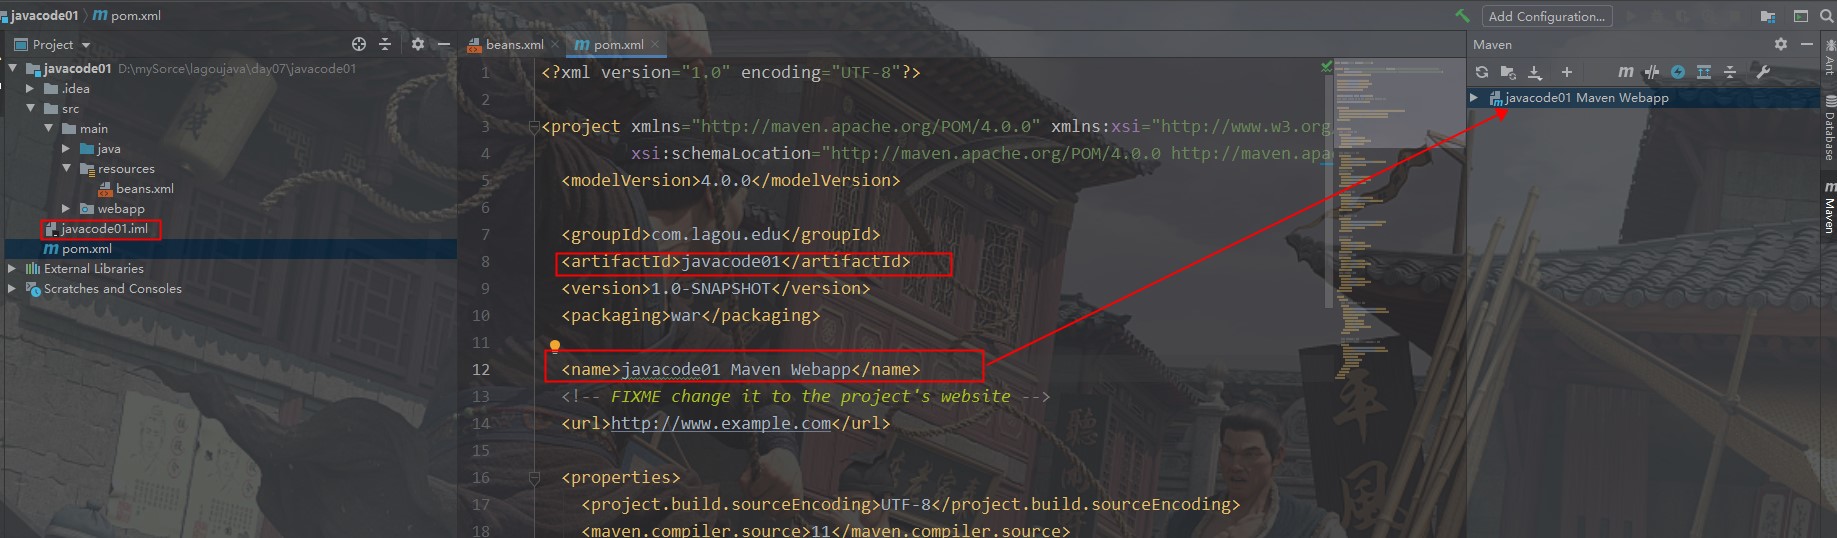 javacode01 pom.xml
Add Configuration...
Project
javacode01 D:\mySorce\lagoujava\day07\javacode01
.idea
src
main
java
resources
beans.xml
webapp
javacode01.iml
pom.xml
External Libraries
Scratches and Consoles
beans.xml pom.xml
1 <?xml version="1.0" encoding="UTF-8"?>
2
3 <project xmlns="http://maven.apache.org/POM/4.0.0" xmlns:xsi="http://www.w3.org/
4 xsi:schemaLocation="http://maven.apache.org/POM/4.0.0 http://maven.apa
5 <modelVersion>4.0.0</modelVersion>
6
7 <groupId>com.lagou.edu</groupId>
8 <artifactId>javacode01</artifactId>
9 <version>1.0-SNAPSHOT</version>
10 <packaging>war</packaging>
11
12 <name>javacode01 Maven Webapp</name>
13 <!-- FIXME change it to the project's website -->
14 <url>http://www.example.com</url>
15
16 <properties>
17 <project.build.sourceEncoding>UTF-8</project.build.sourceEncoding>
18 <maven.compiler.source>11</maven.compiler.source>
Maven
javacode01 Maven Webapp
Ant
Database
Maven